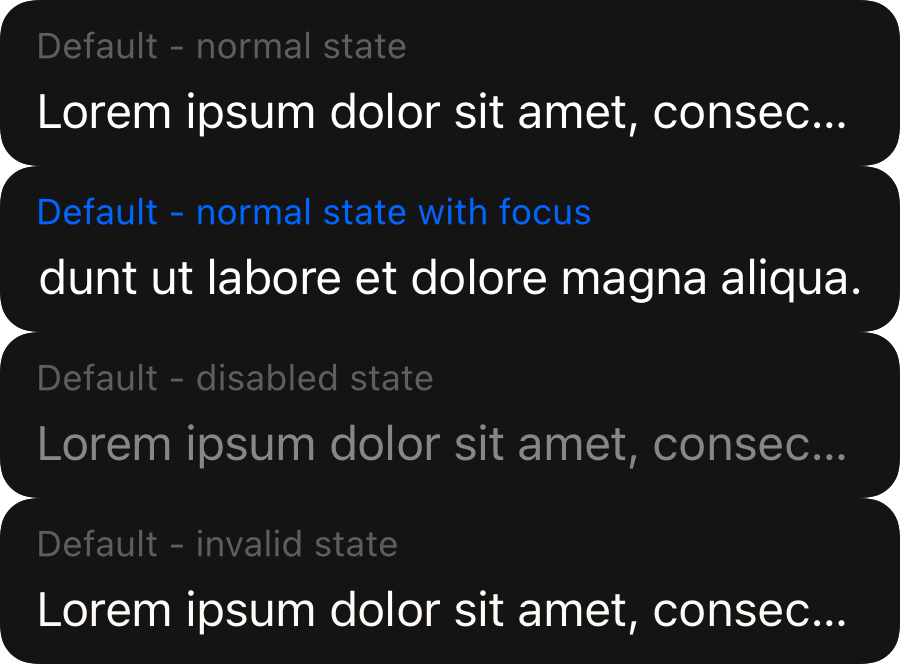 Default - normal state
Lorem ipsum dolor sit amet, consec...
Default - normal state with focus
dunt ut labore et dolore magna aliqua.
Default - disabled state
Lorem ipsum dolor sit amet, consec...
Default - invalid state
Lorem ipsum dolor sit amet, consec...